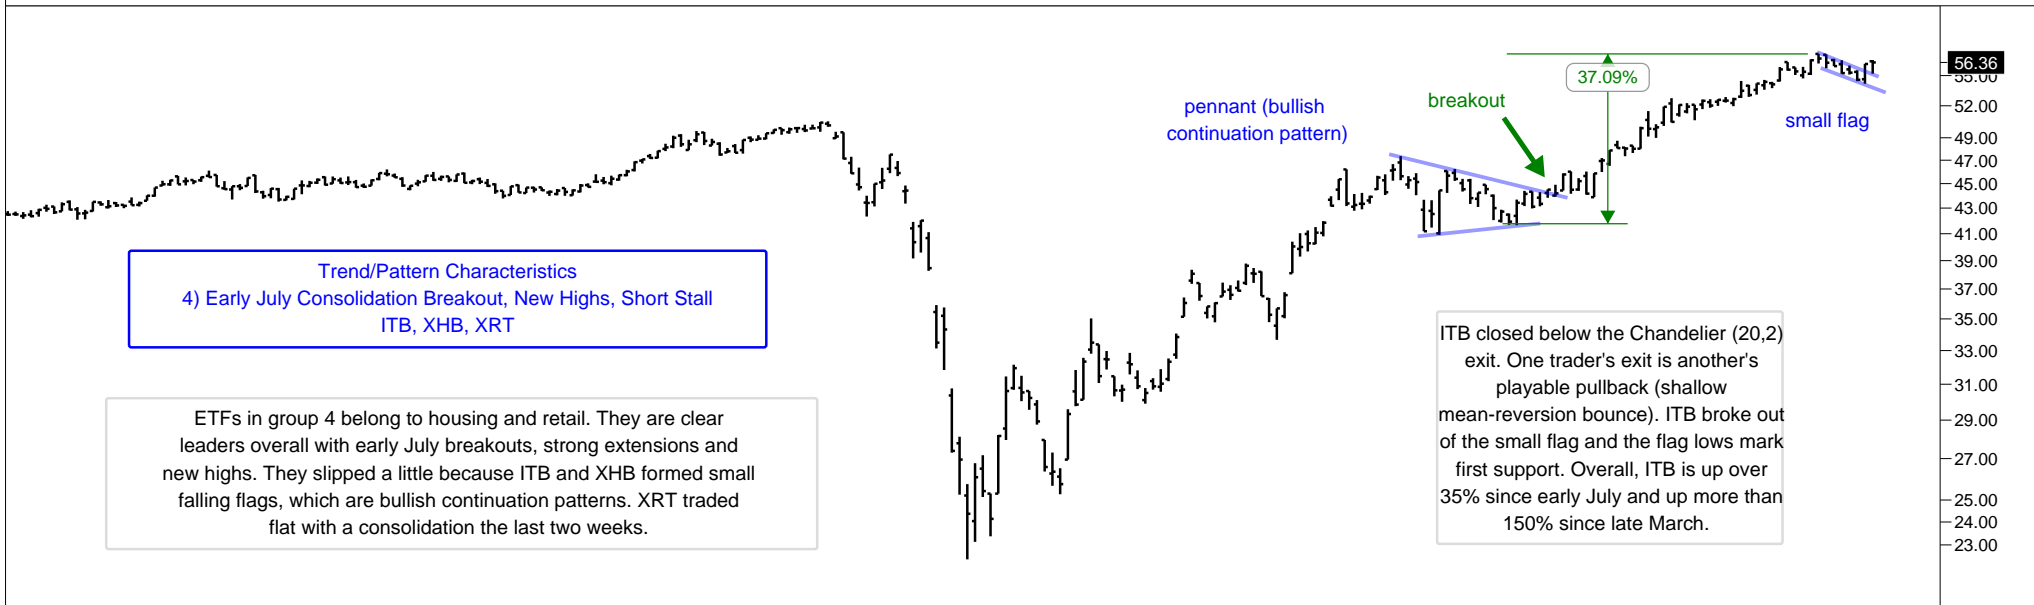 56.36
55.00
52.00
49.00
47.00
45.00
43.00
41.00
39.00
37.00
35.00
33.00
31.00
29.00
27.00
25.00
24.00
23.00
37.09%
pennant (bullish
continuation pattern)
breakout
small flag
Trend/Pattern Characteristics
4) Early July Consolidation Breakout, New Highs, Short Stall
ITB, XHB, XRT
ETFs in group 4 belong to housing and retail. They are clear
leaders overall with early July breakouts, strong extensions and
new highs. They slipped a little because ITB and XHB formed small
falling flags, which are bullish continuation patterns. XRT traded
flat with a consolidation the last two weeks.
ITB closed below the Chandelier (20,2)
exit. One trader's exit is another's
playable pullback (shallow
mean-reversion bounce). ITB broke out
of the small flag and the flag lows mark
first support. Overall, ITB is up over
35% since early July and up more than
150% since late March.